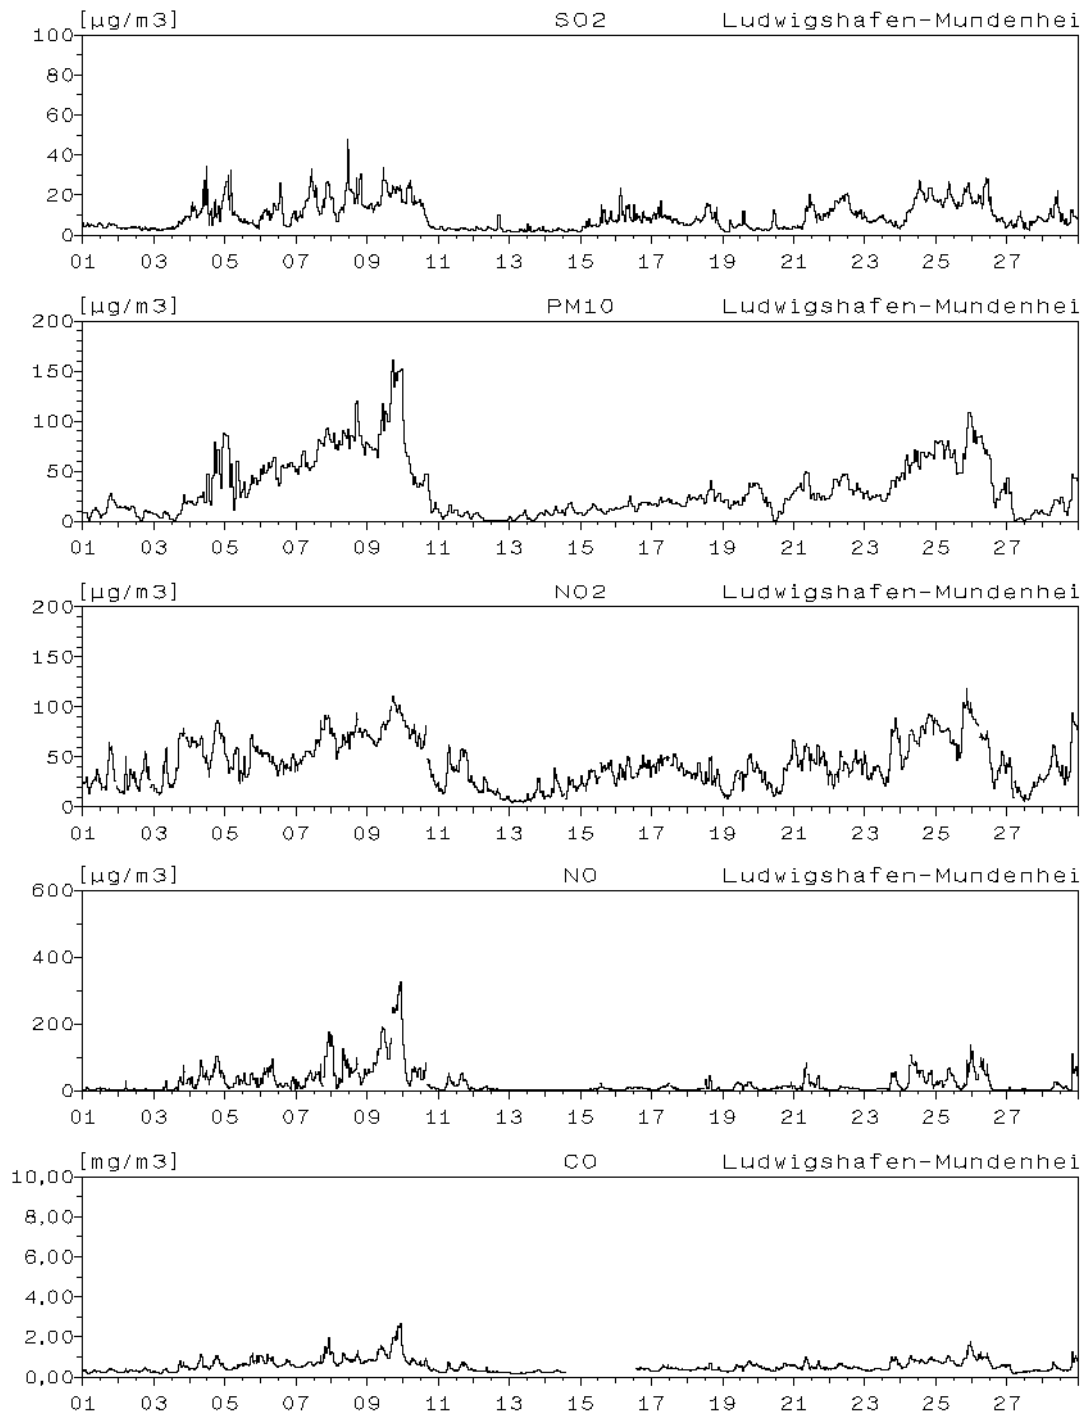 [µg/m3] SO2 Ludwigshafen-Mundenhei
100
80
60
40
20
0
01 03 05 07 09 11 13 15 17 19 21 23 25 27
[µg/m3] PM10 Ludwigshafen-Mundenhei
200
150
100
50
0
01 03 05 07 09 11 13 15 17 19 21 23 25 27
[µg/m3] NO2 Ludwigshafen-Mundenhei
200
150
100
50
0
01 03 05 07 09 11 13 15 17 19 21 23 25 27
[µg/m3] NO Ludwigshafen-Mundenhei
600
400
200
0
01 03 05 07 09 11 13 15 17 19 21 23 25 27
[mg/m3] CO Ludwigshafen-Mundenhei
10,00
8,00
6,00
4,00
2,00
0,00
01 03 05 07 09 11 13 15 17 19 21 23 25 27